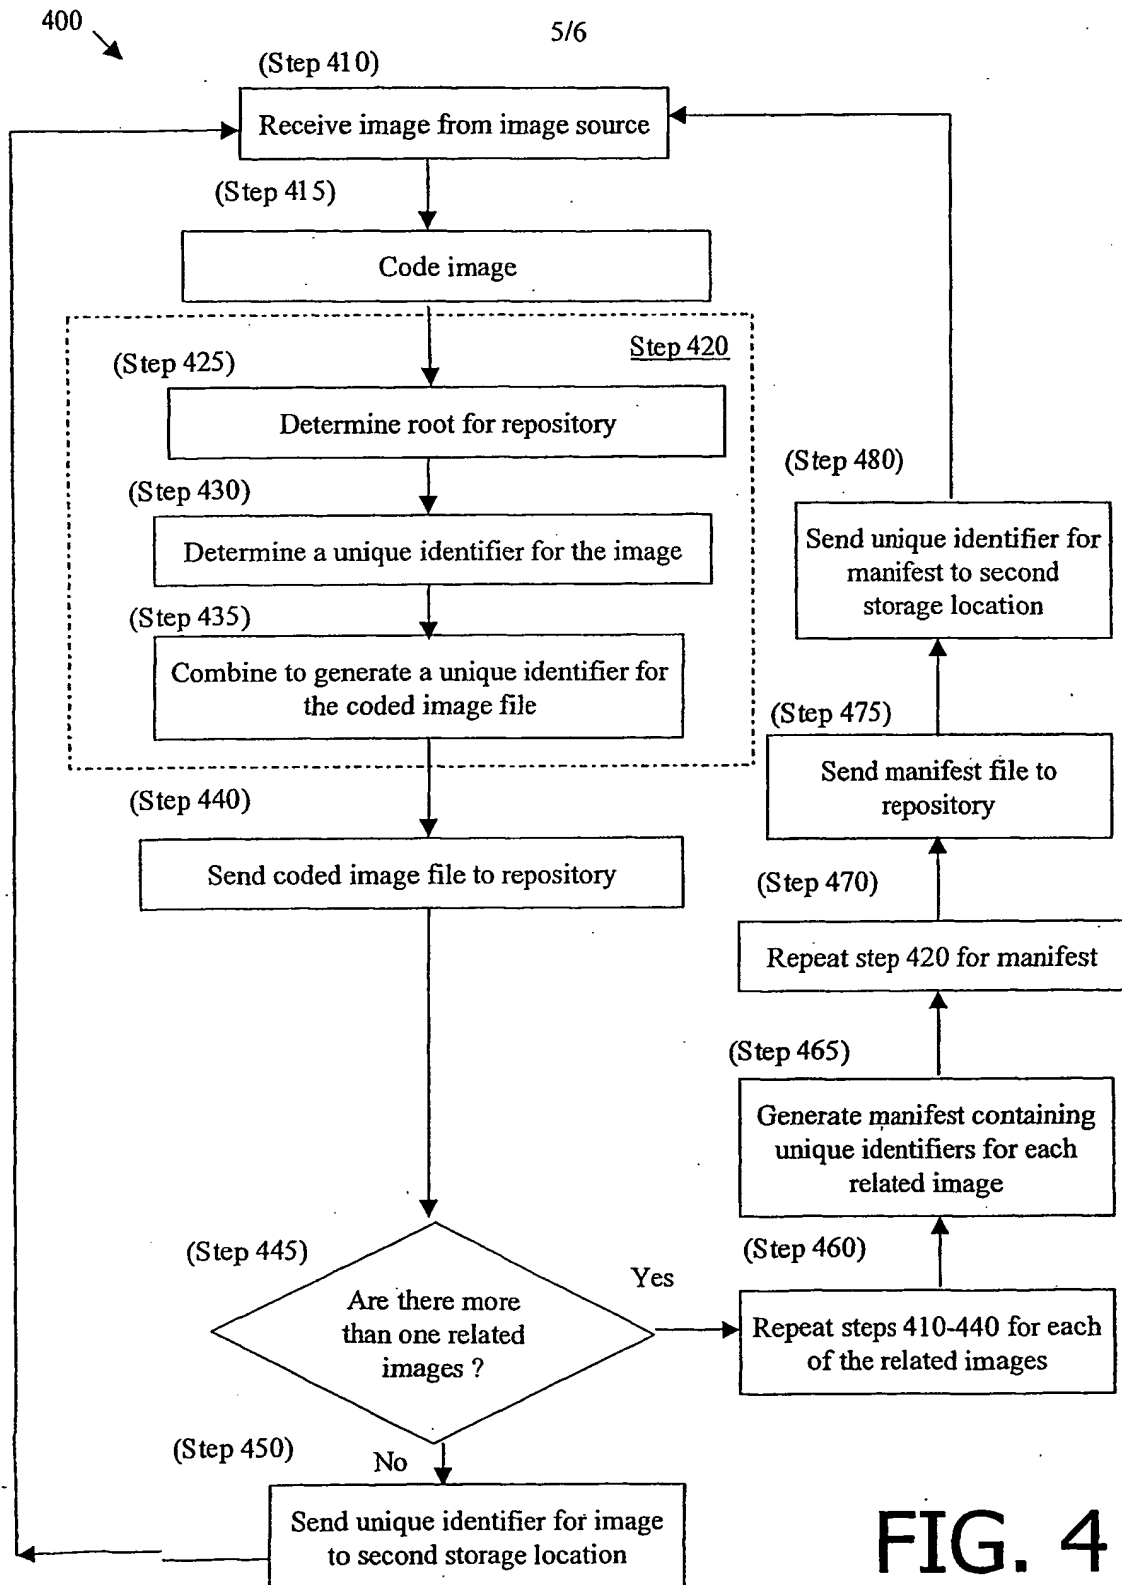 400
5/6
(Step 410)
Receive image from image source
(Step 415)
Code image
Step 420
(Step 425)
Determine root for repository
(Step 430)
Determine a unique identifier for the image
(Step 435)
Combine to generate a unique identifier for
the coded image file
(Step 440)
Send coded image file to repository
(Step 445)
Are there more
than one related
images ?
Yes
No
(Step 450)
Send unique identifier for image
to second storage location
(Step 460)
Repeat steps 410-440 for each
of the related images
(Step 465)
Generate manifest containing
unique identifiers for each
related image
(Step 470)
Repeat step 420 for manifest
(Step 475)
Send manifest file to
repository
(Step 480)
Send unique identifier for
manifest to second
storage location
FIG. 4